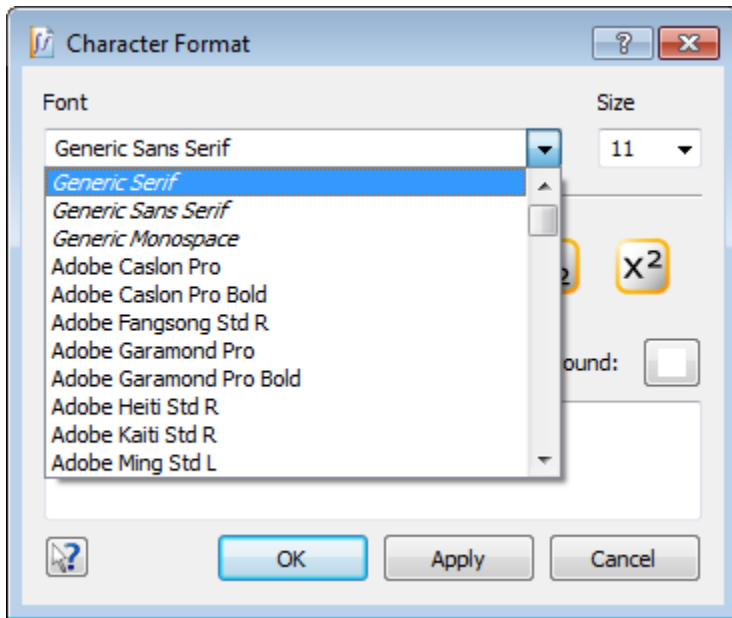 Character Format
Font
Size
Generic Sans Serif
11
Generic Serif
Generic Sans Serif
Generic Monospace
Adobe Caslon Pro
Adobe Caslon Pro Bold
Adobe Fangsong Std R
Adobe Garamond Pro
Adobe Garamond Pro Bold
Adobe Heiti Std R
Adobe Kaiti Std R
Adobe Ming Std L
2
x²
ound:
OK
Apply
Cancel